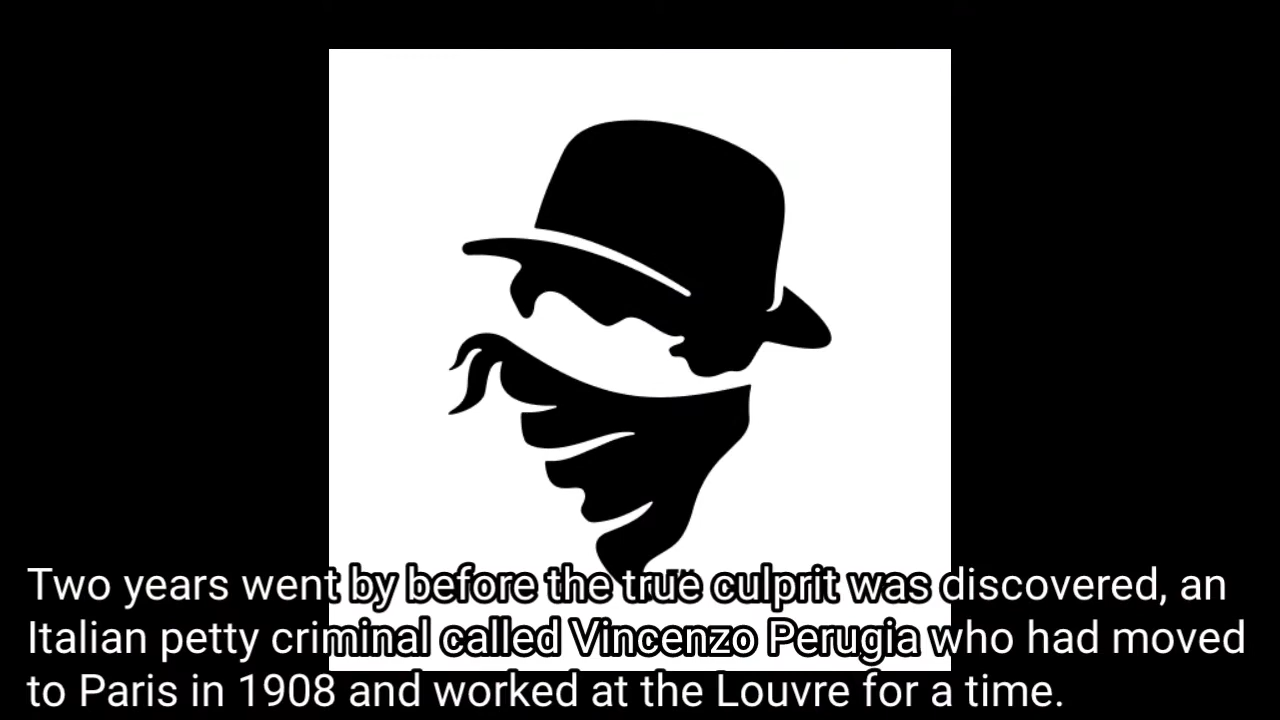 Two years went by before the true culprit was discovered, an
Italian petty criminal called Vincenzo Perugia who had moved
to Paris in 1908 and worked at the Louvre for a time.